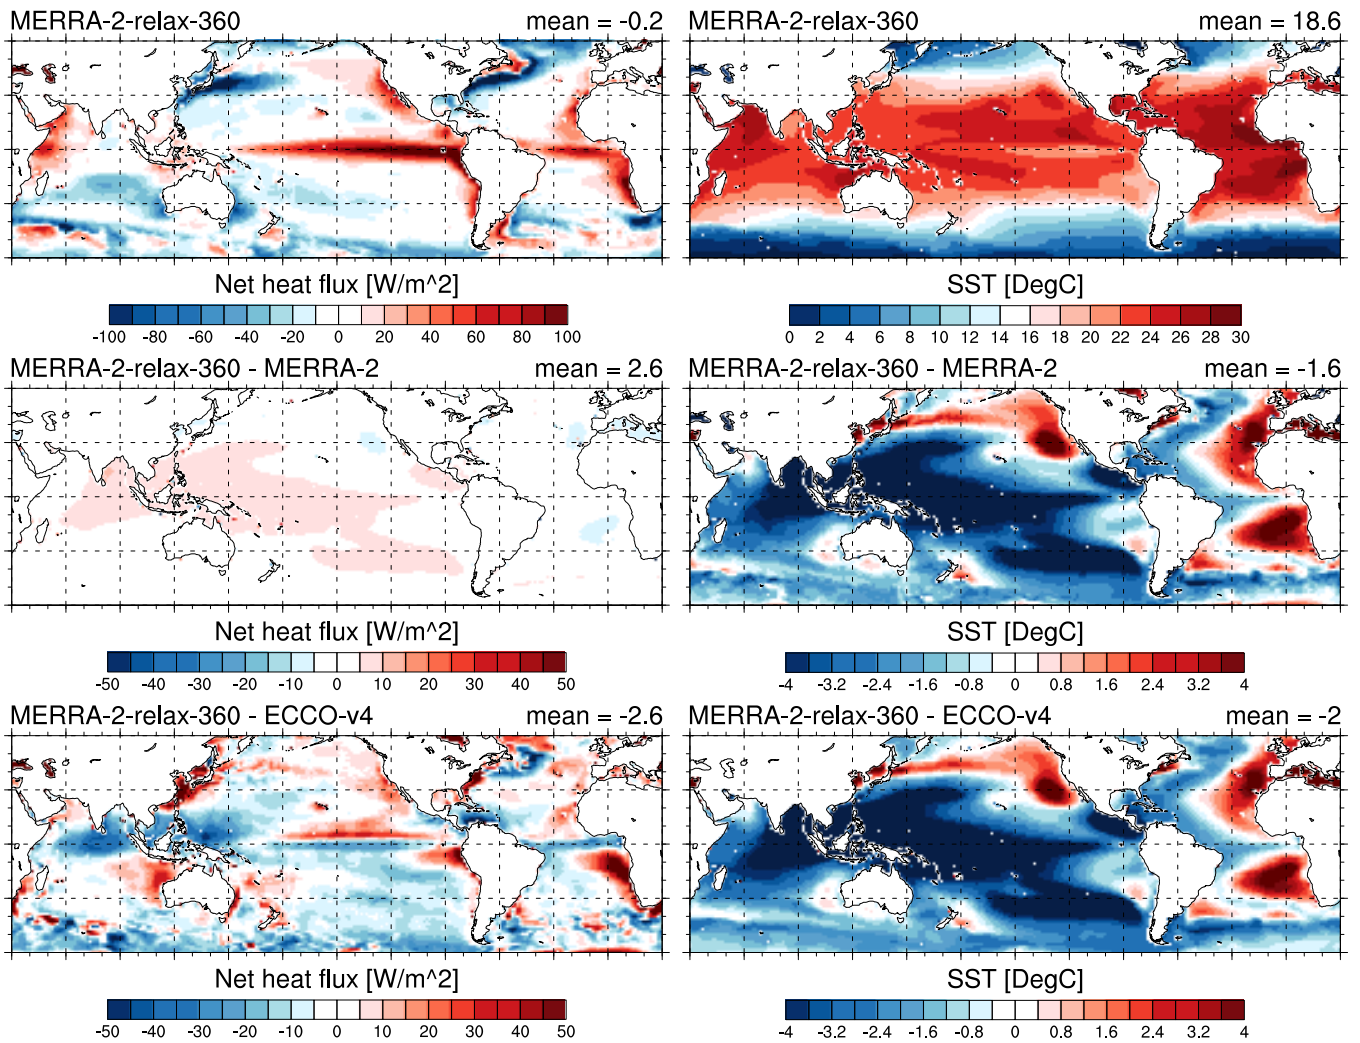 MERRA-2-relax-360 mean = -0.2
MERRA-2-relax-360 mean = 18.6
Net heat flux [W/m^2]
-100 -80 -60 -40 -20 0 20 40 60 80 100
SST [DegC]
0 2 4 6 8 10 12 14 16 18 20 22 24 26 28 30
MERRA-2-relax-360 - MERRA-2 mean = 2.6
MERRA-2-relax-360 - MERRA-2 mean = -1.6
Net heat flux [W/m^2]
-50 -40 -30 -20 -10 0 10 20 30 40 50
SST [DegC]
-4 -3.2 -2.4 -1.6 -0.8 0 0.8 1.6 2.4 3.2 4
MERRA-2-relax-360 - ECCO-v4 mean = -2.6
MERRA-2-relax-360 - ECCO-v4 mean = -2
Net heat flux [W/m^2]
-50 -40 -30 -20 -10 0 10 20 30 40 50
SST [DegC]
-4 -3.2 -2.4 -1.6 -0.8 0 0.8 1.6 2.4 3.2 4